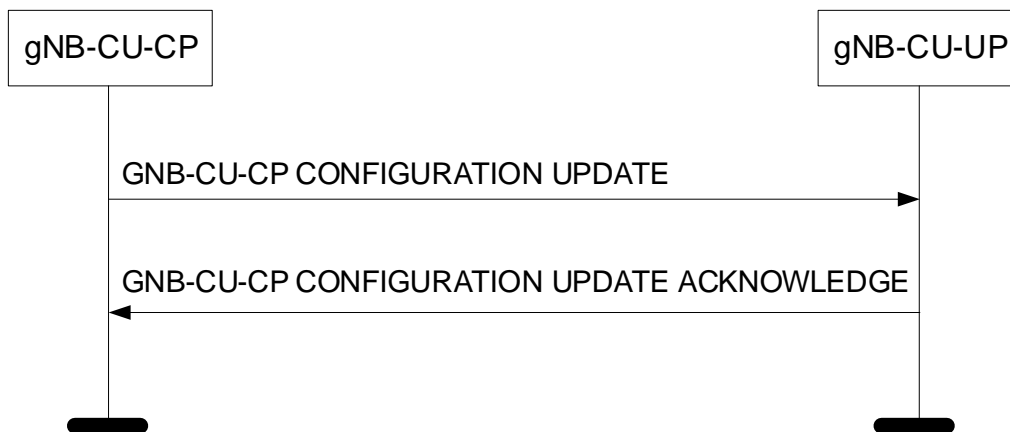 gNB-CU-CP
gNB-CU-UP
GNB-CU-CP CONFIGURATION UPDATE
GNB-CU-CP CONFIGURATION UPDATE ACKNOWLEDGE